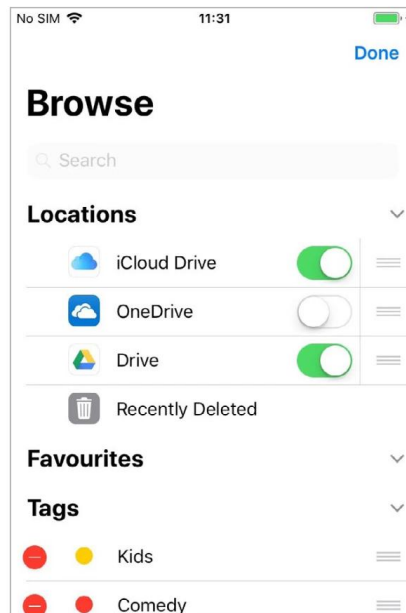 No SIM 11:31
Done
Browse
Search
Locations
iCloud Drive
OneDrive
Drive
Recently Deleted
Favourites
Tags
Kids
Comedy